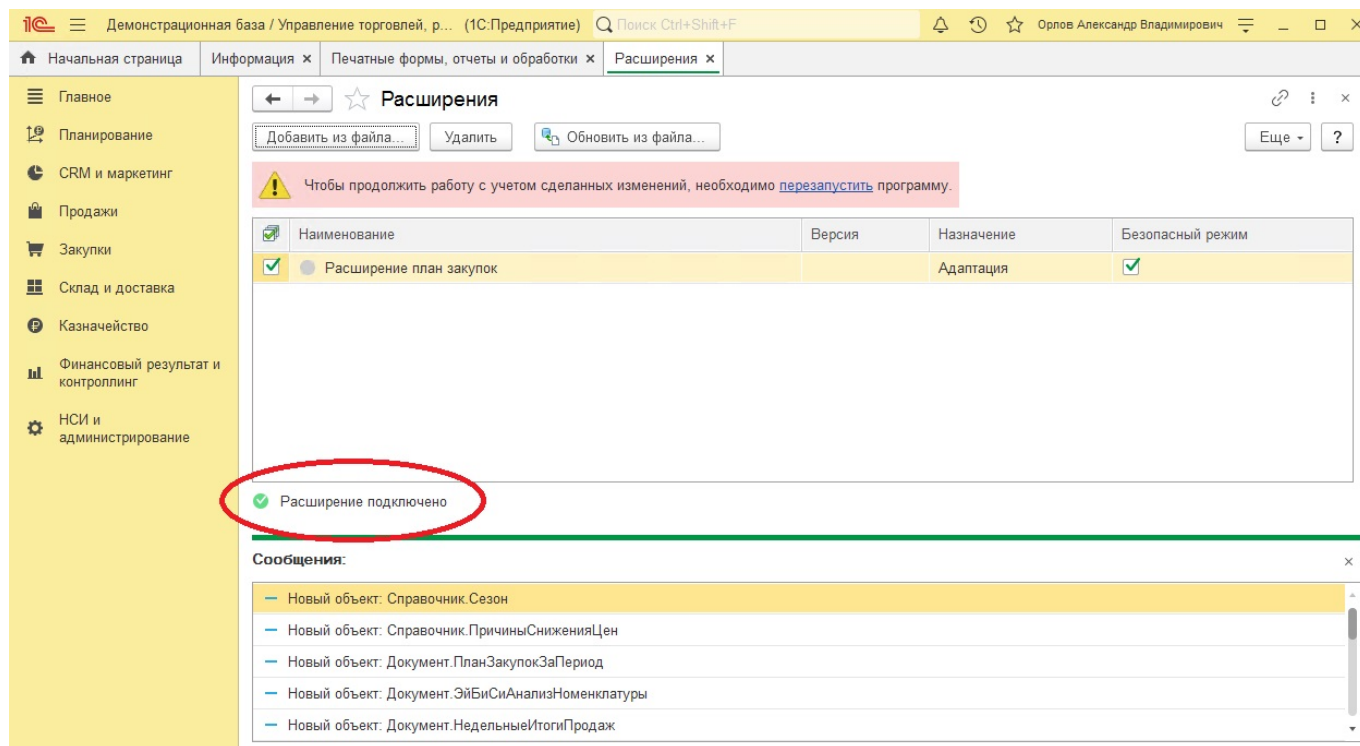 1С Демонстрационная база / Управление торговлей, р... (1С:Предприятие) Поиск Ctrl+Shift+F Орлов Александр Владимирович
Начальная страница Информация × Печатные формы, отчеты и обработки × Расширения ×
Главное
Планирование
CRM и маркетинг
Продажи
Закупки
Склад и доставка
Казначейство
Финансовый результат и
контроллинг
НСИ и
администрирование
Расширения
Добавить из файла... Удалить Обновить из файла... Еще ?
Чтобы продолжить работу с учетом сделанных изменений, необходимо перезапустить программу.
Наименование Версия Назначение Безопасный режим
Расширение план закупок Адаптация
Расширение подключено
Сообщения:
Новый объект: Справочник.Сезон
Новый объект: Справочник.ПричиныСниженияЦен
Новый объект: Документ.ПланЗакупокЗаПериод
Новый объект: Документ.ЭйБиСиАнализНоменклатуры
Новый объект: Документ.НедельныеИтогиПродаж